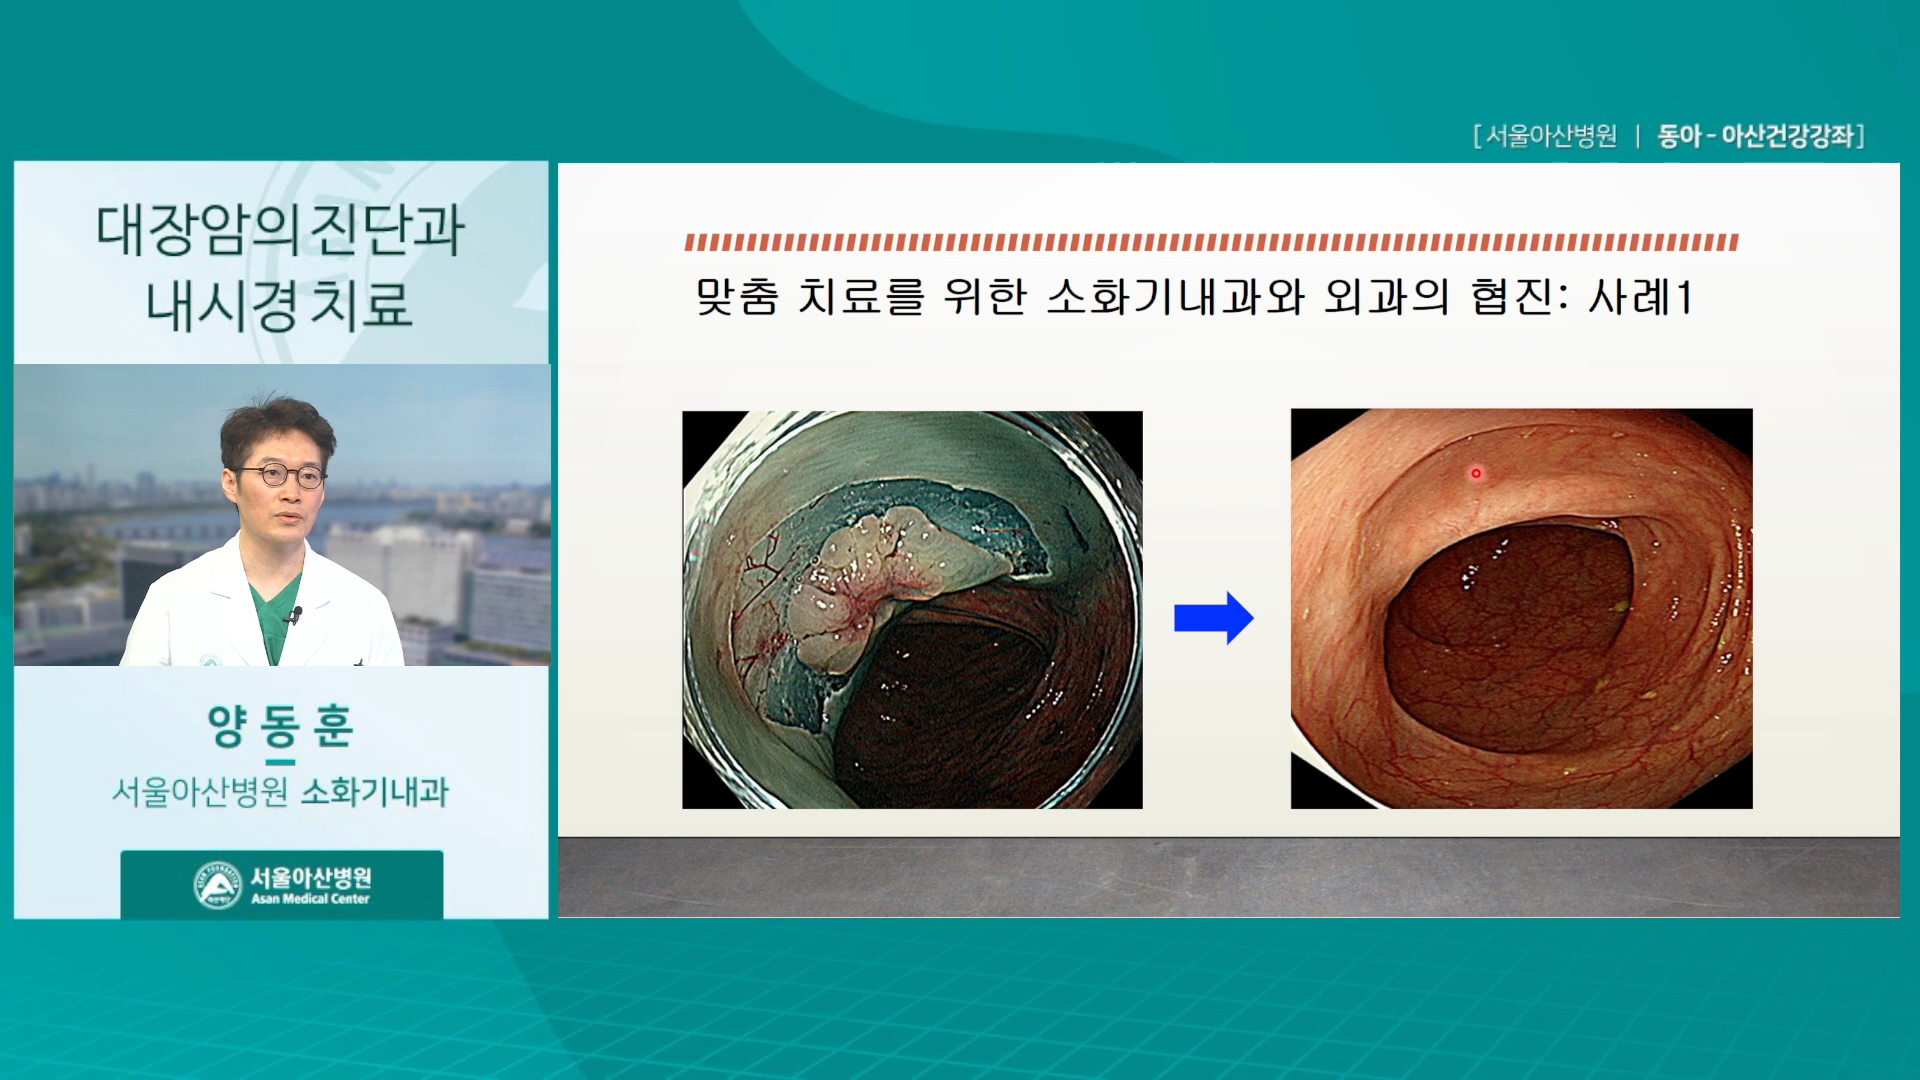 [ 서울아산병원 | 동아 - 아산건강강좌 ]
대장암의 진단과
내시경 치료
맞춤 치료를 위한 소화기내과와 외과의 협진: 사례1
양동훈
서울아산병원 소화기내과
서울아산병원
Asan Medical Center